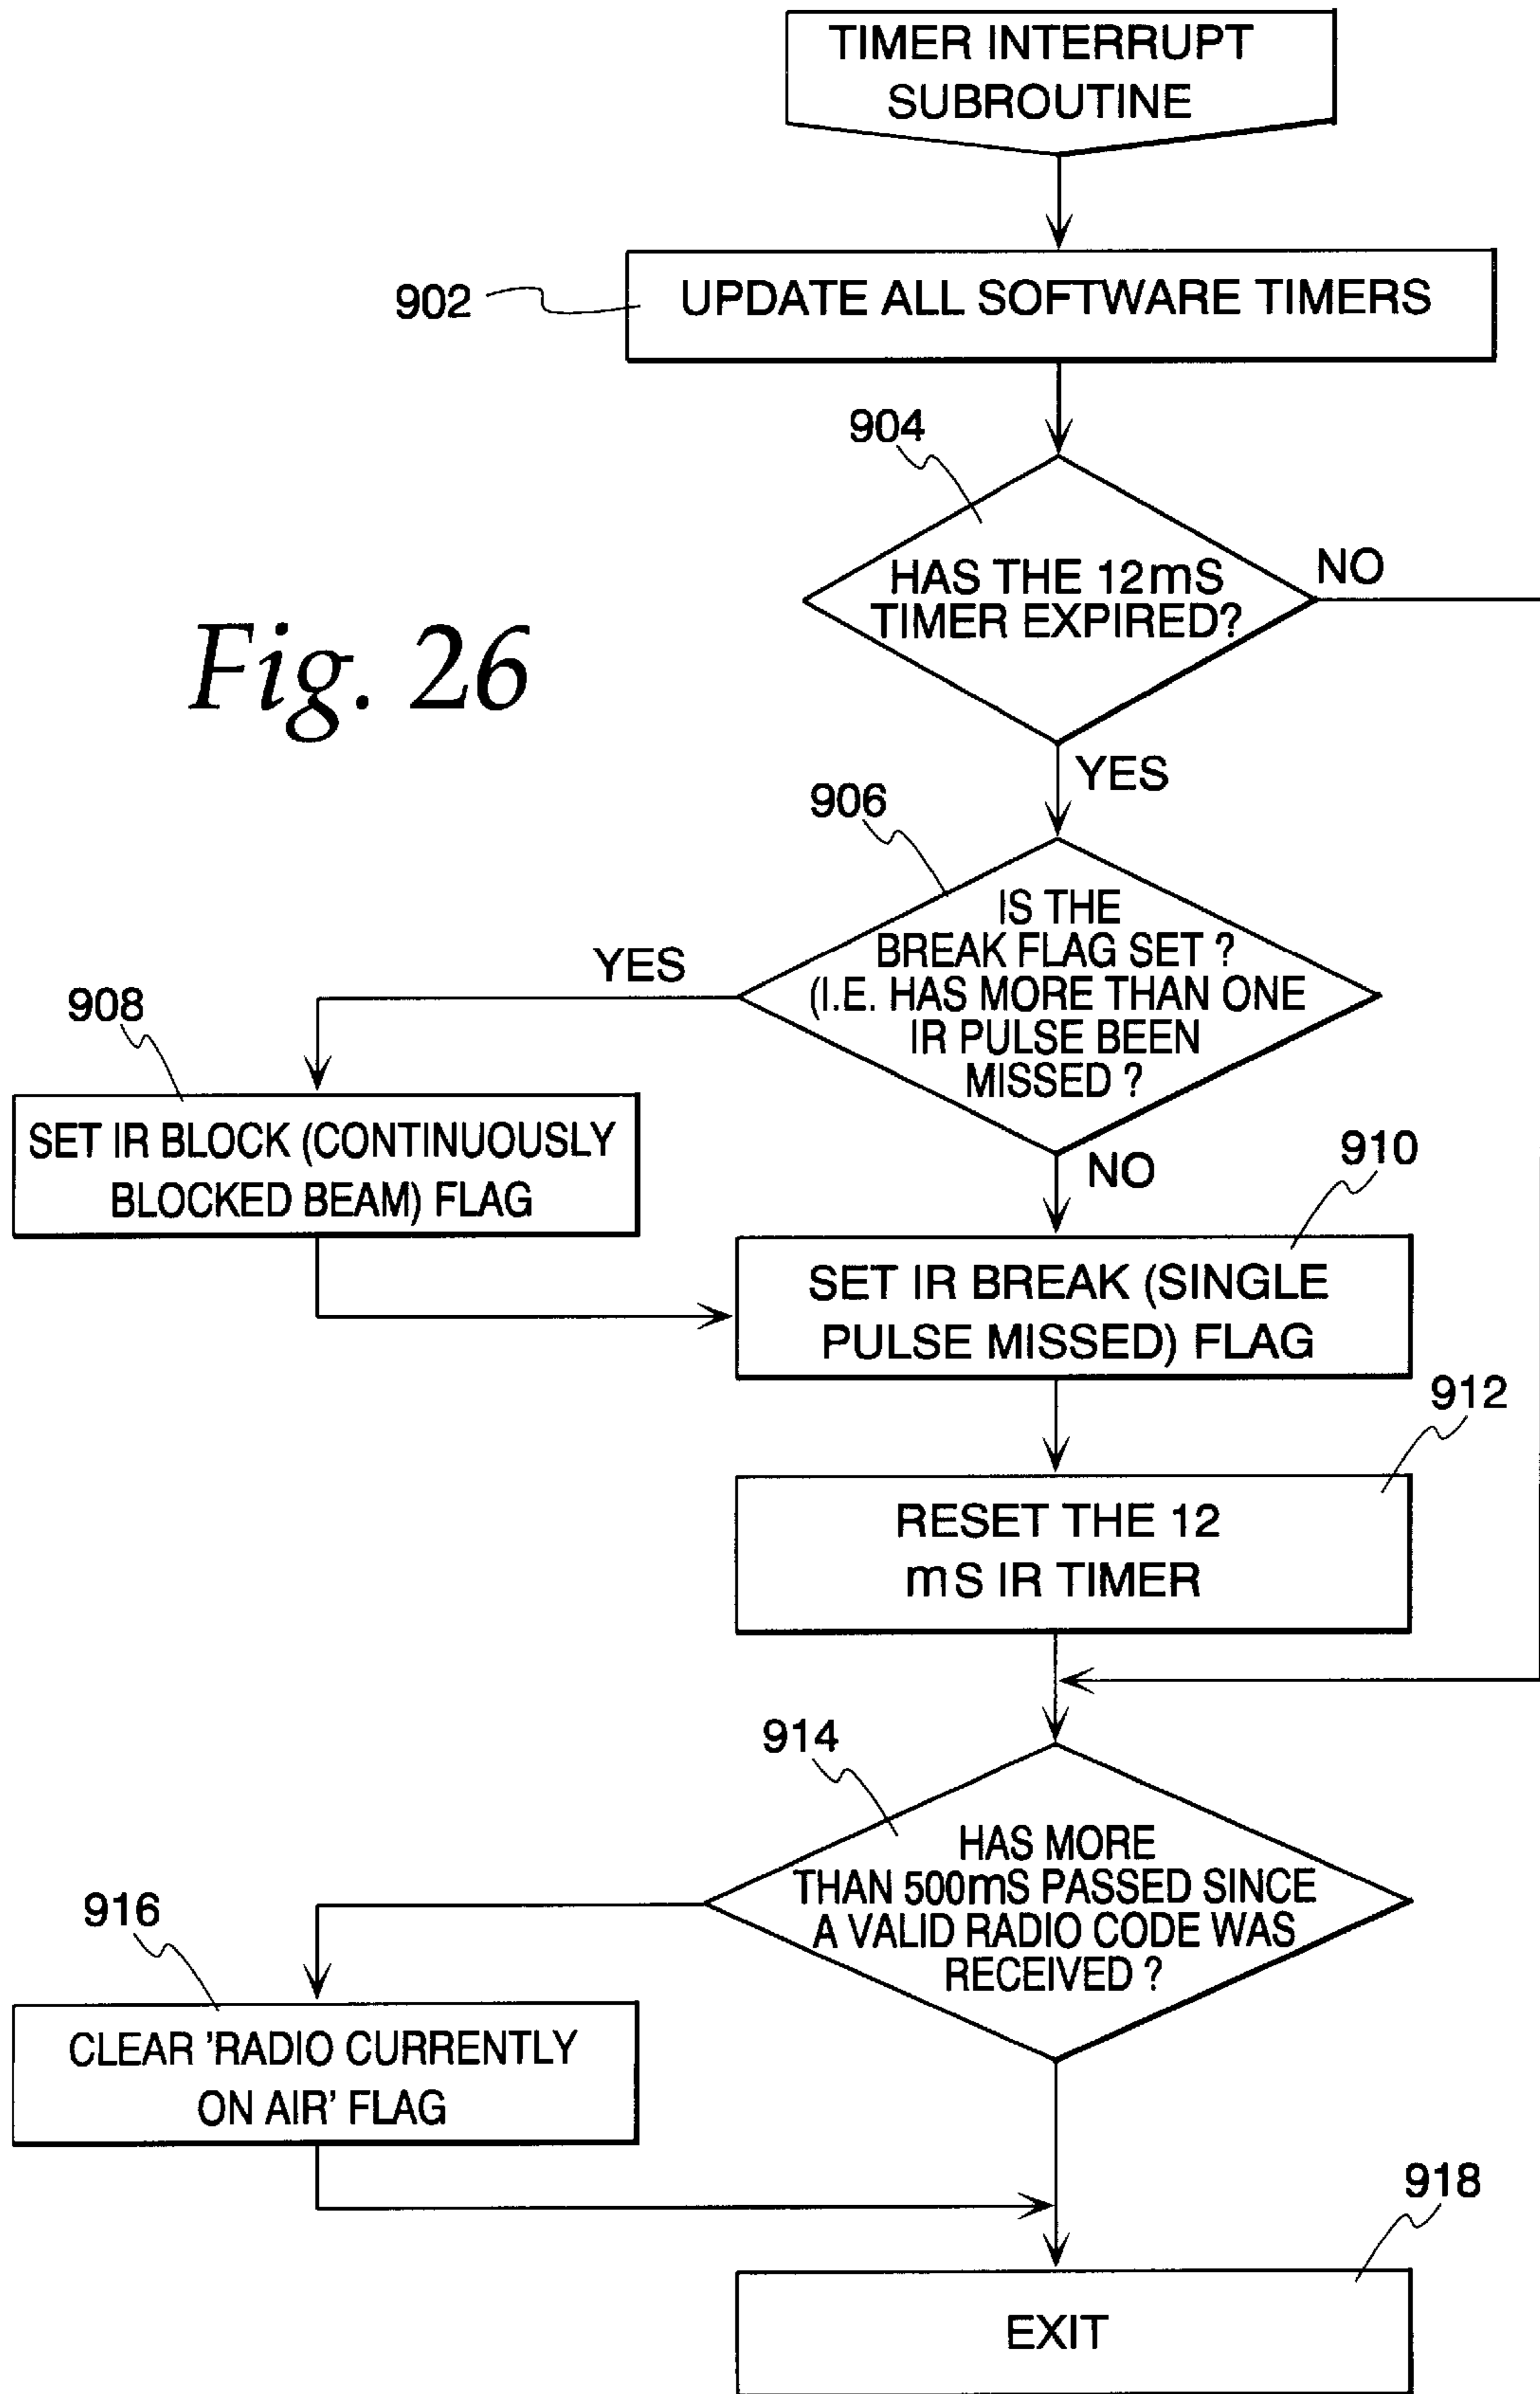 TIMER INTERRUPT
SUBROUTINE
902
UPDATE ALL SOFTWARE TIMERS
904
HAS THE 12mS
TIMER EXPIRED?
NO
Fig. 26
YES
906
IS THE
BREAK FLAG SET ?
(I.E. HAS MORE THAN ONE
IR PULSE BEEN
MISSED ?
YES
908
SET IR BLOCK (CONTINUOUSLY
BLOCKED BEAM) FLAG
NO
910
SET IR BREAK (SINGLE
PULSE MISSED) FLAG
912
RESET THE 12
mS IR TIMER
914
HAS MORE
THAN 500mS PASSED SINCE
A VALID RADIO CODE WAS
RECEIVED ?
916
CLEAR 'RADIO CURRENTLY
ON AIR' FLAG
918
EXIT